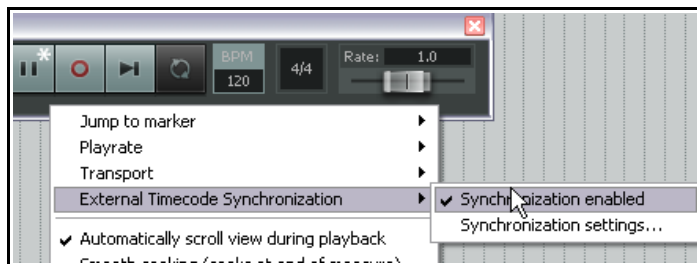 BPM
120
4/4
Rate: 1.0
Jump to marker
Playrate
Transport
External Timecode Synchronization
Synchronization enabled
Synchronization settings...
Automatically scroll view during playback